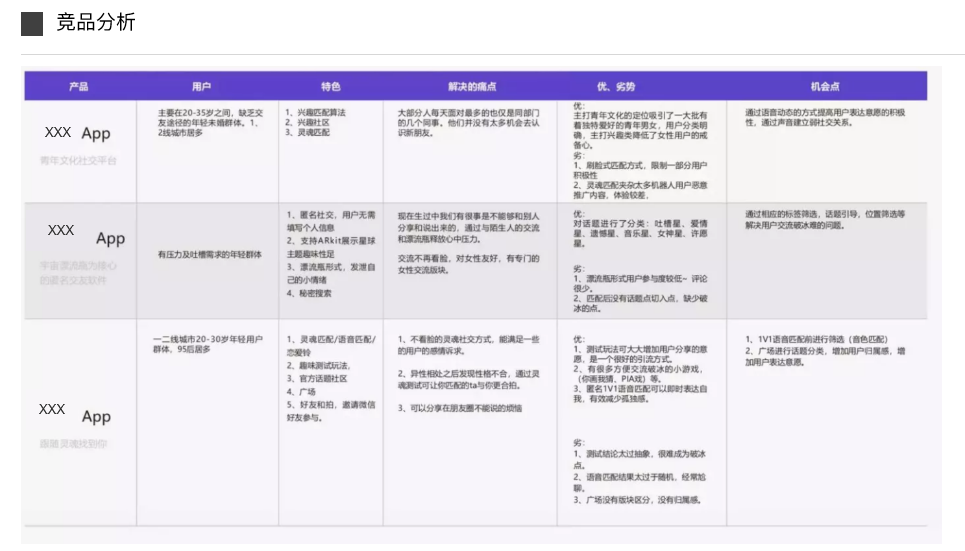 竞品分析
产品 用户 特色 解决的痛点 优、劣势 机会点
XXX App
青年文化社交平台
主要在20-35岁之间，缺乏交
友途径的年轻未婚群体。1、
2线城市居多
1、兴趣匹配算法
2、兴趣社区
3、灵魂匹配
大部分人每天面对最多的也仅是同部门
的几个同事。他们并没有太多机会去认
识新朋友。
优：
主打青年文化的定位吸引了一大批有
着独特爱好的青年男女，用户分类明
确，主打兴趣类降低了女性用户的戒
备心。
劣：
1、刷脸式匹配方式，限制一部分用户
积极性
2、灵魂匹配夹杂太多机器人用户恶意
推广内容，体验较差，
通过语音动态的方式提高用户表达意愿的积极
性，通过声音建立弱社交关系。
XXX App
宇宙漂流瓶为核心
的匿名交友软件
有压力及吐槽需求的年轻群体
1、匿名社交，用户无需
填写个人信息
2、支持ARkit展示星球
主题趣味性足
3、漂流瓶形式，发泄自
己的小情绪
4、秘密搜索
现在生过中我们有很事是不能够和别人
分享和说出来的，通过与陌生人的交流
和漂流瓶释放心中压力。
交流不再看脸，对女性友好，有专门的
女性交流版块。
优：
对话题进行了分类：吐槽星、爱情
星、遗憾星、音乐星、女神星、许愿
星。
劣：
1、漂流瓶形式用户参与度较低~ 评论
很少。
2、匹配后没有话题点切入点，缺少破
冰的点。
通过相应的标签筛选，话题引导，位置筛选等
解决用户交流破冰难的问题。
XXX App
跟随灵魂找到你
一二线城市20-30岁年轻用户
群体，95后居多
1、灵魂匹配/语音匹配/
恋爱铃
2、趣味测试玩法，
3、官方话题社区
4、广场
5、好友和拍，邀请微信
好友参与。
1、不看脸的灵魂社交方式，能满足一些
的用户的感情诉求。
2、异性相处之后发现性格不合，通过灵
魂测试可让你匹配的ta与你更合拍。
3、可以分享在朋友圈不能说的烦恼
优：
1、测试玩法可大大增加用户分享的意
愿，是一个很好的引流方式。
2、有很多方便交流破冰的小游戏，
（你画我猜、PIA戏）等。
3、匿名1V1语音匹配可以即时表达自
我，有效减少孤独感。
劣：
1、测试结论太过抽象，很难成为破冰
点。
2、语音匹配结果太过于随机，经常尬
聊。
3、广场没有版块区分，没有归属感。
1、1V1语音匹配前进行筛选（音色匹配）
2、广场进行话题分类，增加用户归属感，增
加用户表达意愿。